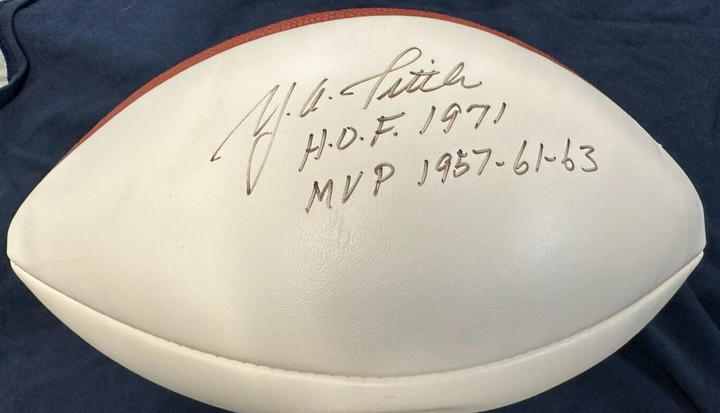 Y. A. Tittle
H.O.F. 1971
MVP 1957-61-63